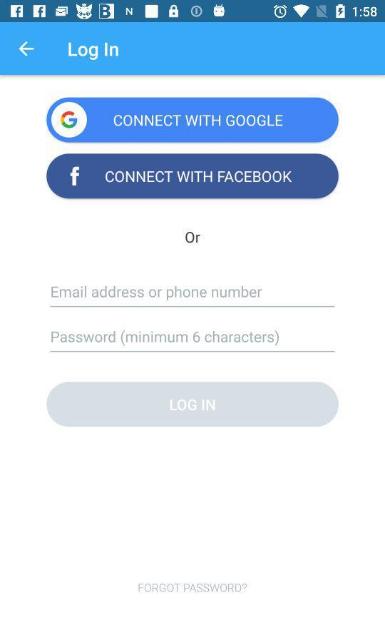 1:58
Log In
CONNECT WITH GOOGLE
f CONNECT WITH FACEBOOK
Or
Email address or phone number
Password (minimum 6 characters)
LOG IN
FORGOT PASSWORD?